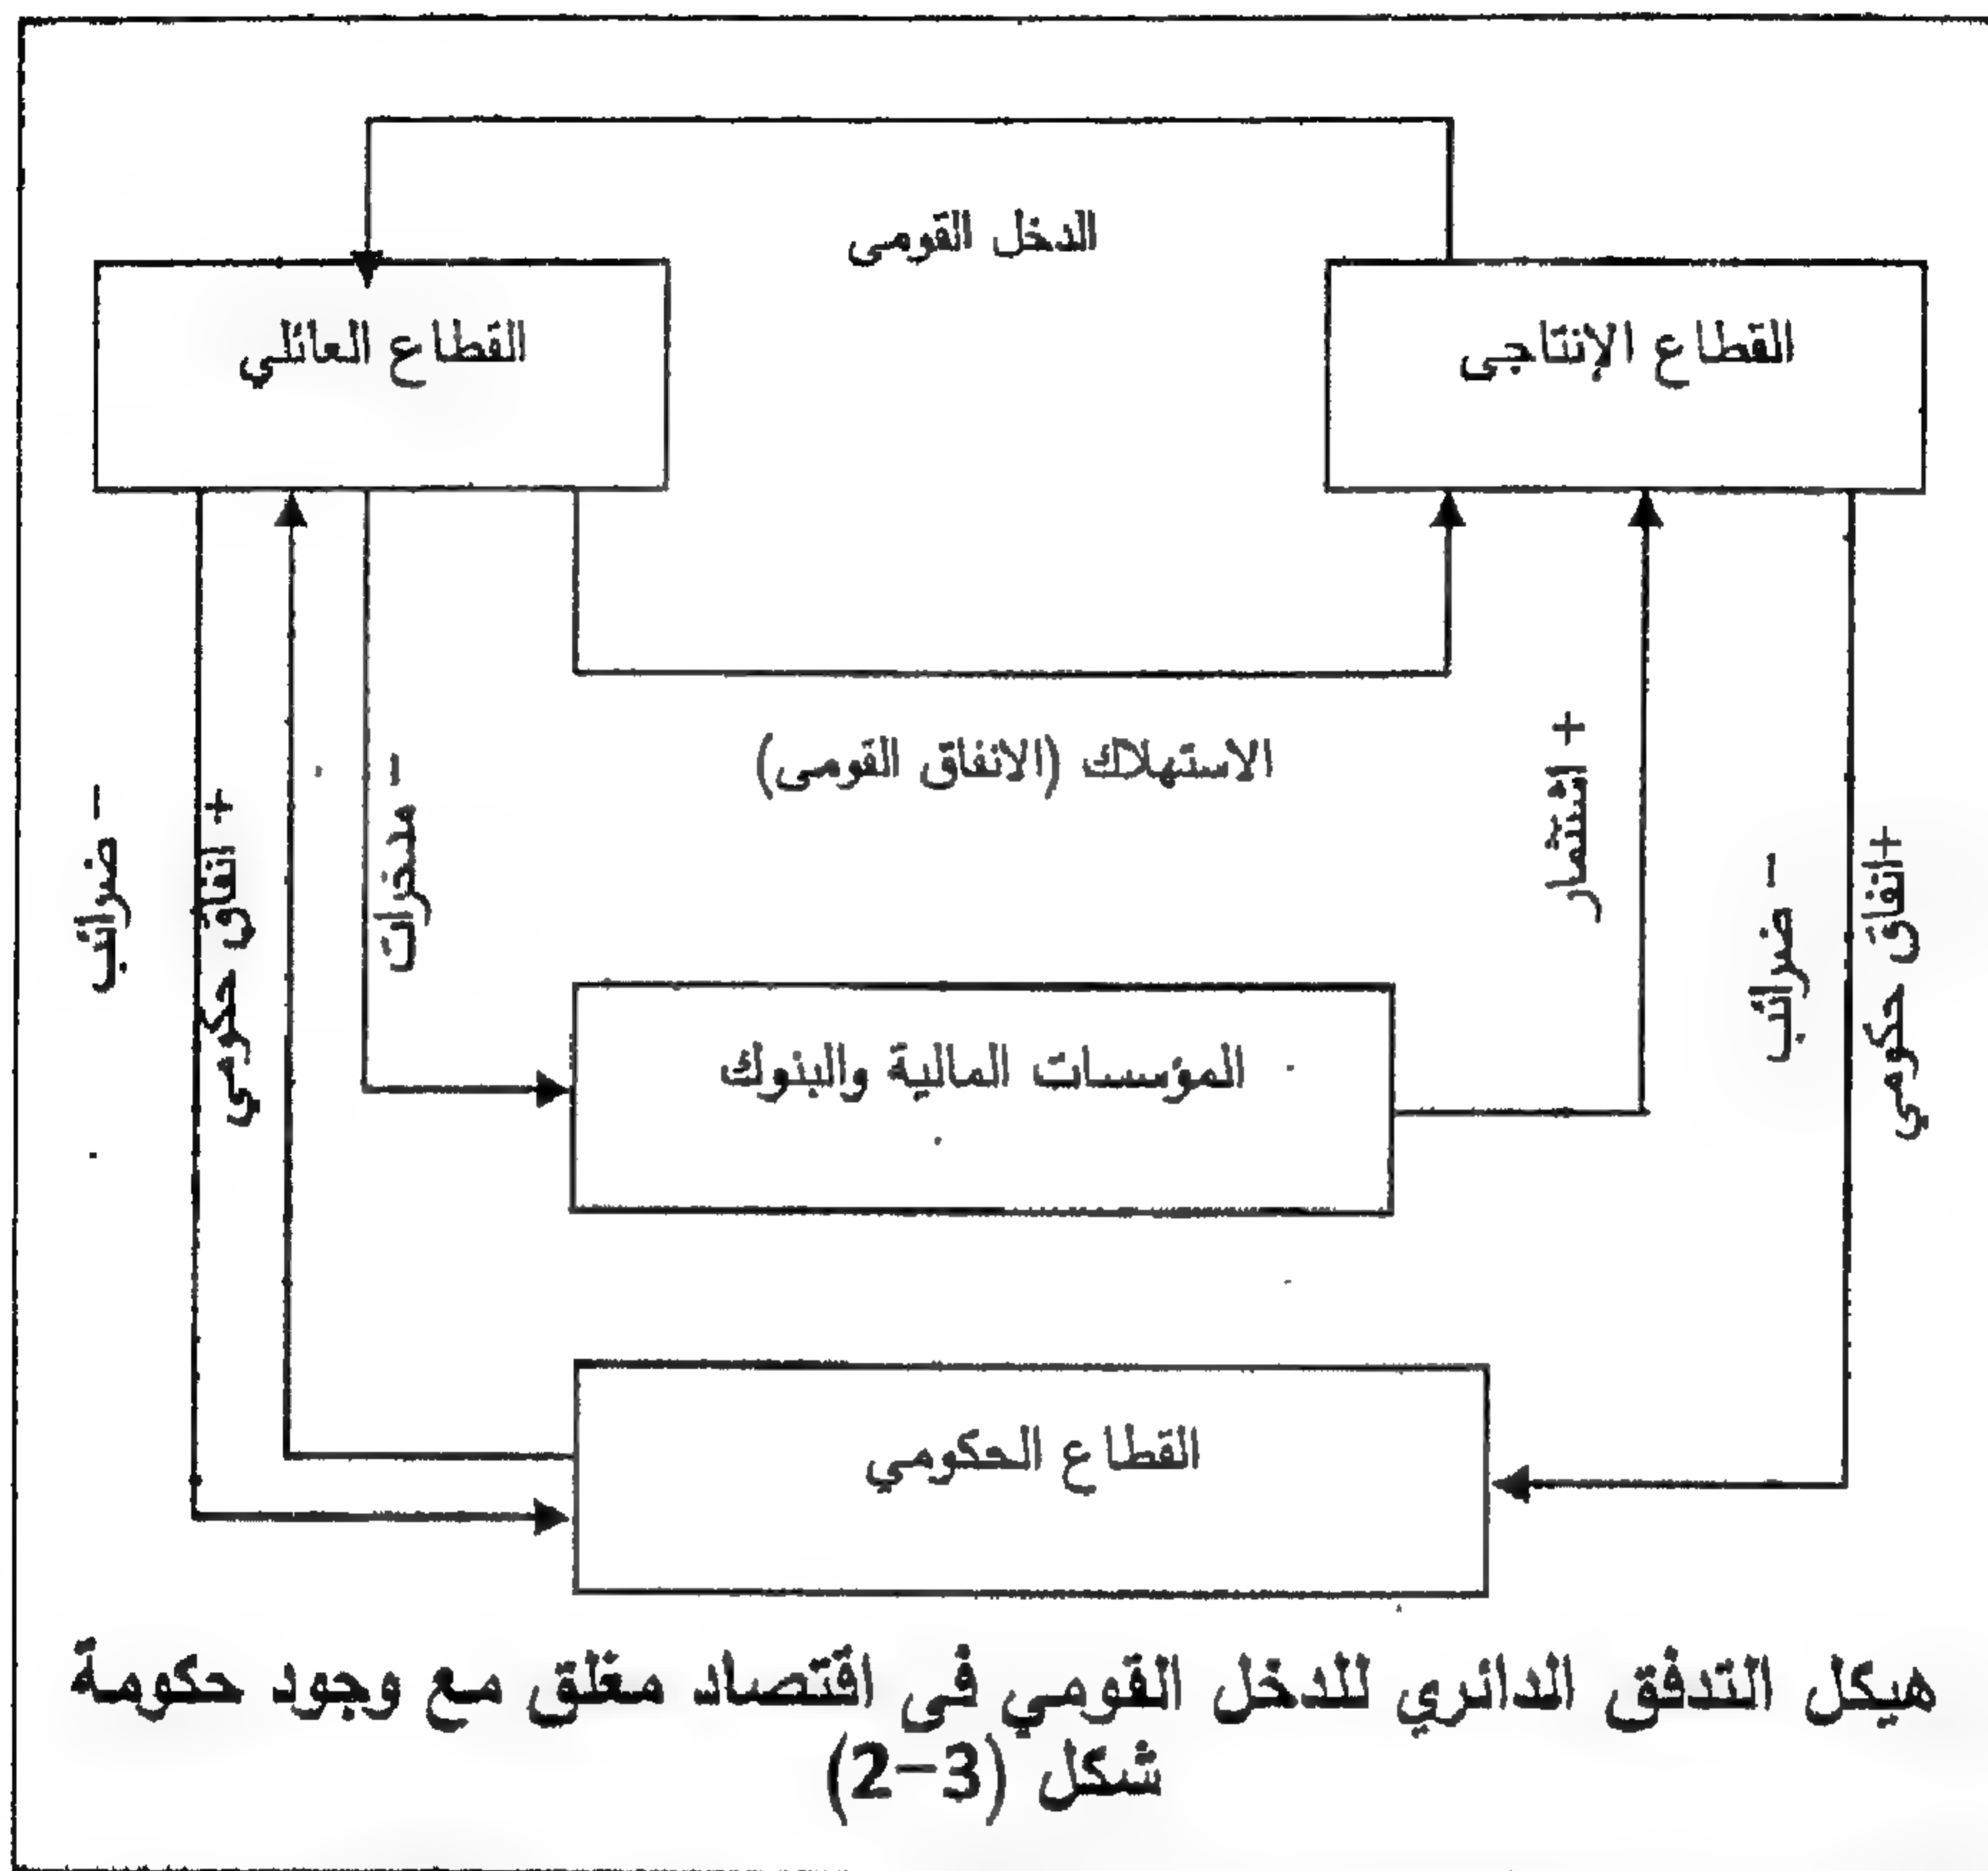 الدخل القومى
القطاع الإنتاجى
القطاع العائلي
الاستهلاك (الانفاق القومى)
+انفاق حكومي
- ضرائب
+ اشتثمار
- مدخرات
+ انفاق حكومي
- ضرائب
المؤسسات المالية والبنوك
القطاع الحكومي
هيكل التدفق الدائري للدخل القومي فى اقتصاد مغلق مع وجود حكومة
شكل (3-2)